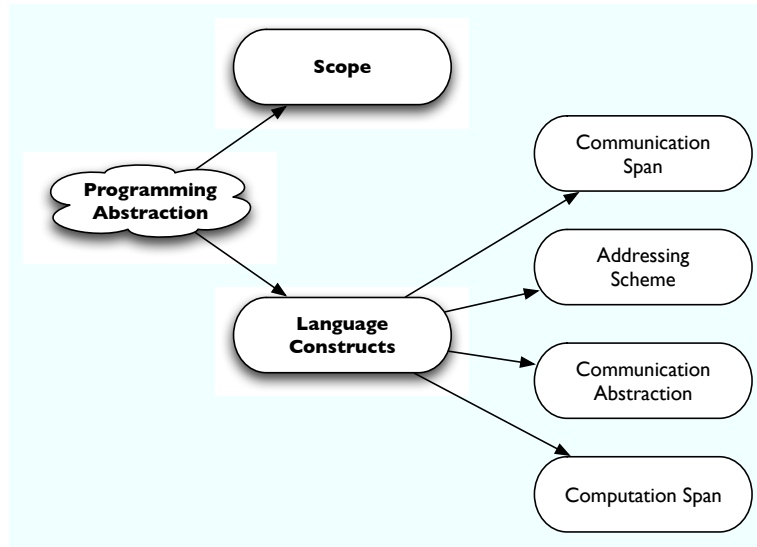 Scope
Programming
Abstraction
Language
Constructs
Communication
Span
Addressing
Scheme
Communication
Abstraction
Computation Span